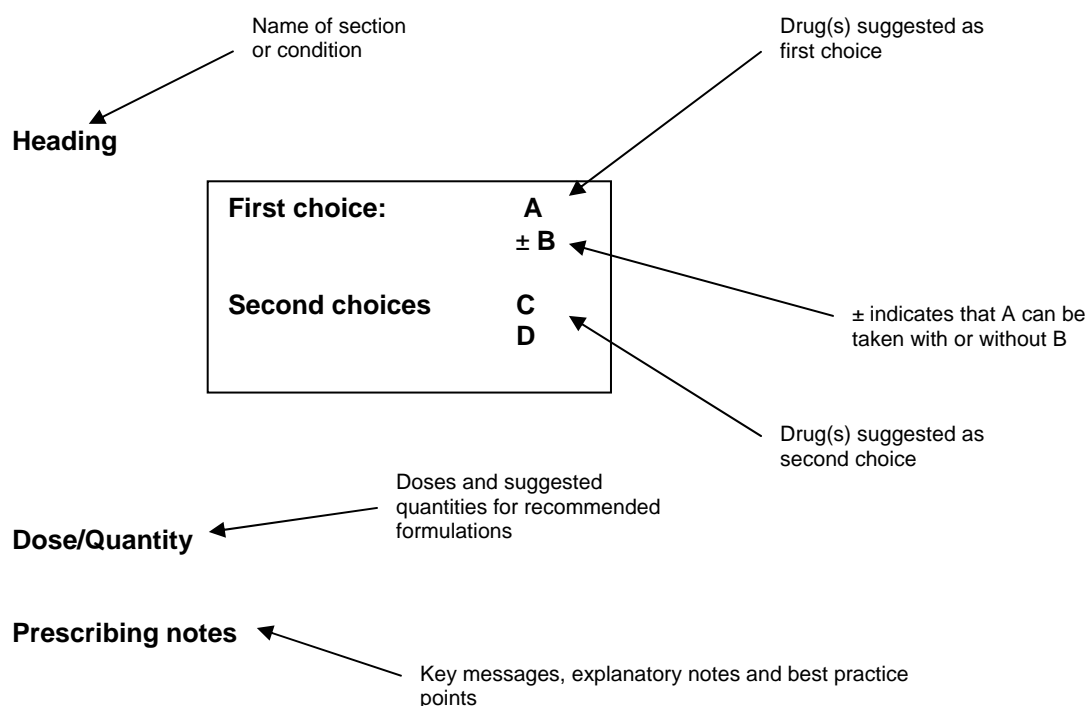 Name of section
or condition
Drug(s) suggested as
first choice
Heading
First choice: A
± B
Second choices C
D
± indicates that A can be
taken with or without B
Drug(s) suggested as
second choice
Doses and suggested
quantities for recommended
formulations
Dose/Quantity
Prescribing notes
Key messages, explanatory notes and best practice
points